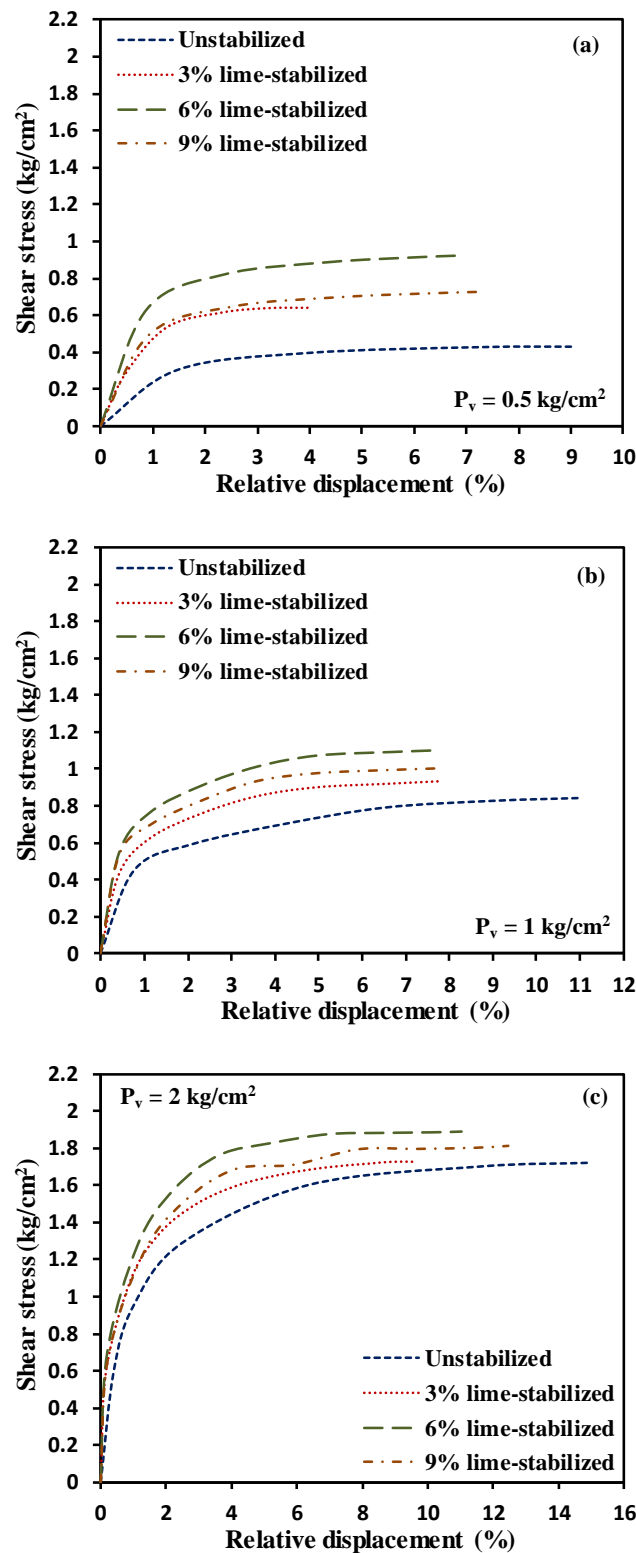 Unstabilized
3% lime-stabilized
6% lime-stabilized
9% lime-stabilized
(a)
2.2
2
1.8
1.6
1.4
1.2
1
0.8
0.6
0.4
0.2
0
Shear stress (kg/cm²)
Pᵥ = 0.5 kg/cm²
0 1 2 3 4 5 6 7 8 9 10
Relative displacement (%)
Unstabilized
3% lime-stabilized
6% lime-stabilized
9% lime-stabilized
(b)
2.2
2
1.8
1.6
1.4
1.2
1
0.8
0.6
0.4
0.2
0
Shear stress (kg/cm²)
Pᵥ = 1 kg/cm²
0 1 2 3 4 5 6 7 8 9 10 11 12
Relative displacement (%)
Pᵥ = 2 kg/cm²
(c)
2.2
2
1.8
1.6
1.4
1.2
1
0.8
0.6
0.4
0.2
0
Shear stress (kg/cm²)
Unstabilized
3% lime-stabilized
6% lime-stabilized
9% lime-stabilized
0 2 4 6 8 10 12 14 16
Relative displacement (%)